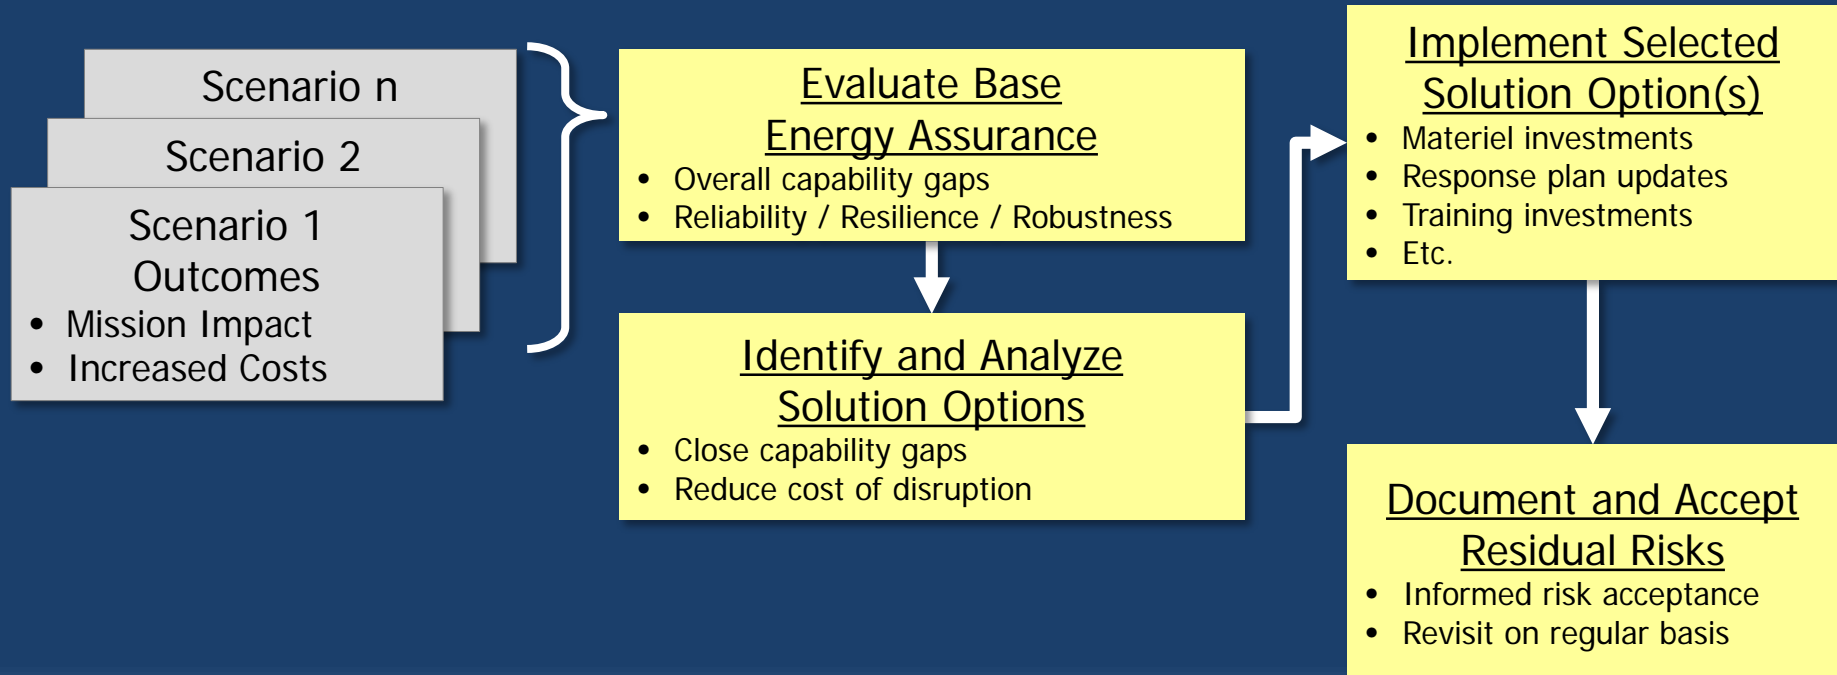 Scenario n
Scenario 2
Scenario 1
Outcomes
• Mission Impact
• Increased Costs
Evaluate Base
Energy Assurance
• Overall capability gaps
• Reliability / Resilience / Robustness
Identify and Analyze
Solution Options
• Close capability gaps
• Reduce cost of disruption
Implement Selected
Solution Option(s)
• Materiel investments
• Response plan updates
• Training investments
• Etc.
Document and Accept
Residual Risks
• Informed risk acceptance
• Revisit on regular basis